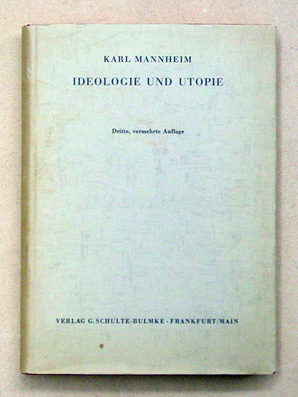 KARL MANNHEIM
IDEOLOGIE UND UTOPIE
Dritte, vermehrte Auflage
VERLAG G. SCHULTE-BULMKE · FRANKFURT/MAIN